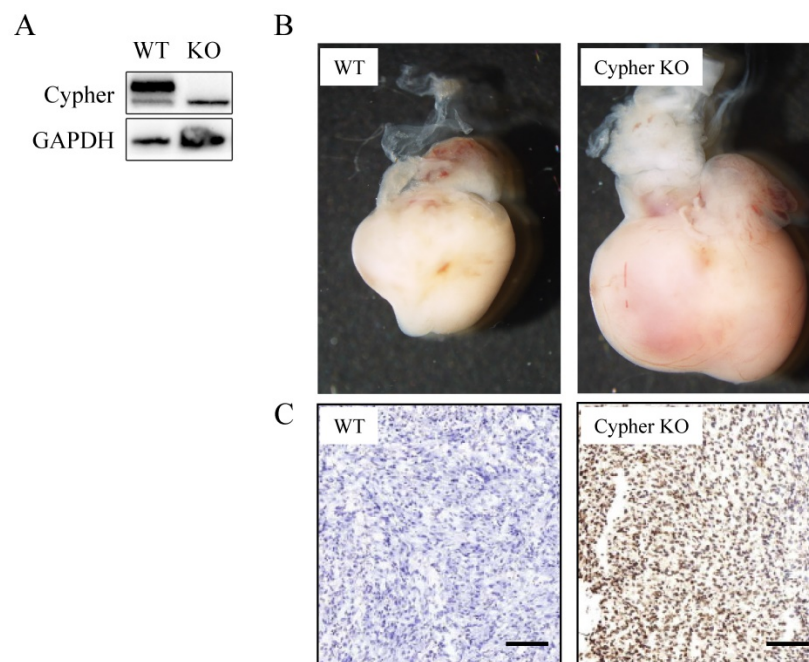 A
WT KO
Cypher
GAPDH
B
WT
Cypher KO
C
WT
Cypher KO